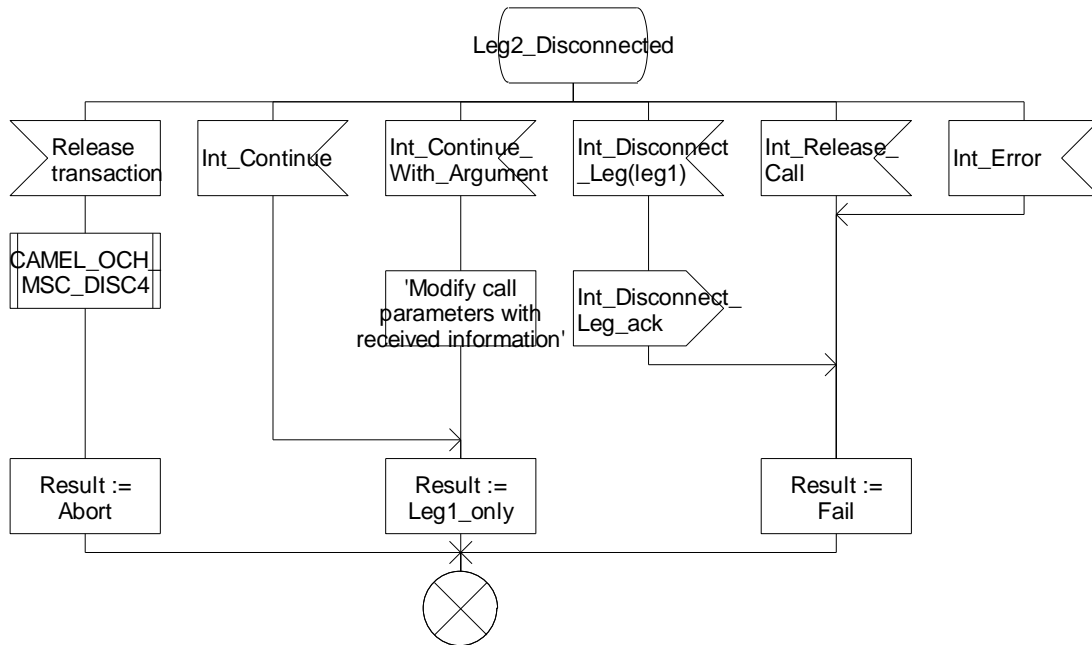 Leg2_Disconnected
Release
transaction
Int_Continue
Int_Continue_
With_Argument
Int_Disconnect
_Leg(leg1)
Int_Release_
Call
Int_Error
CAMEL_OCH_
MSC_DISC4
'Modify call
parameters with
received information'
Int_Disconnect_
Leg_ack
Result :=
Abort
Result :=
Leg1_only
Result :=
Fail